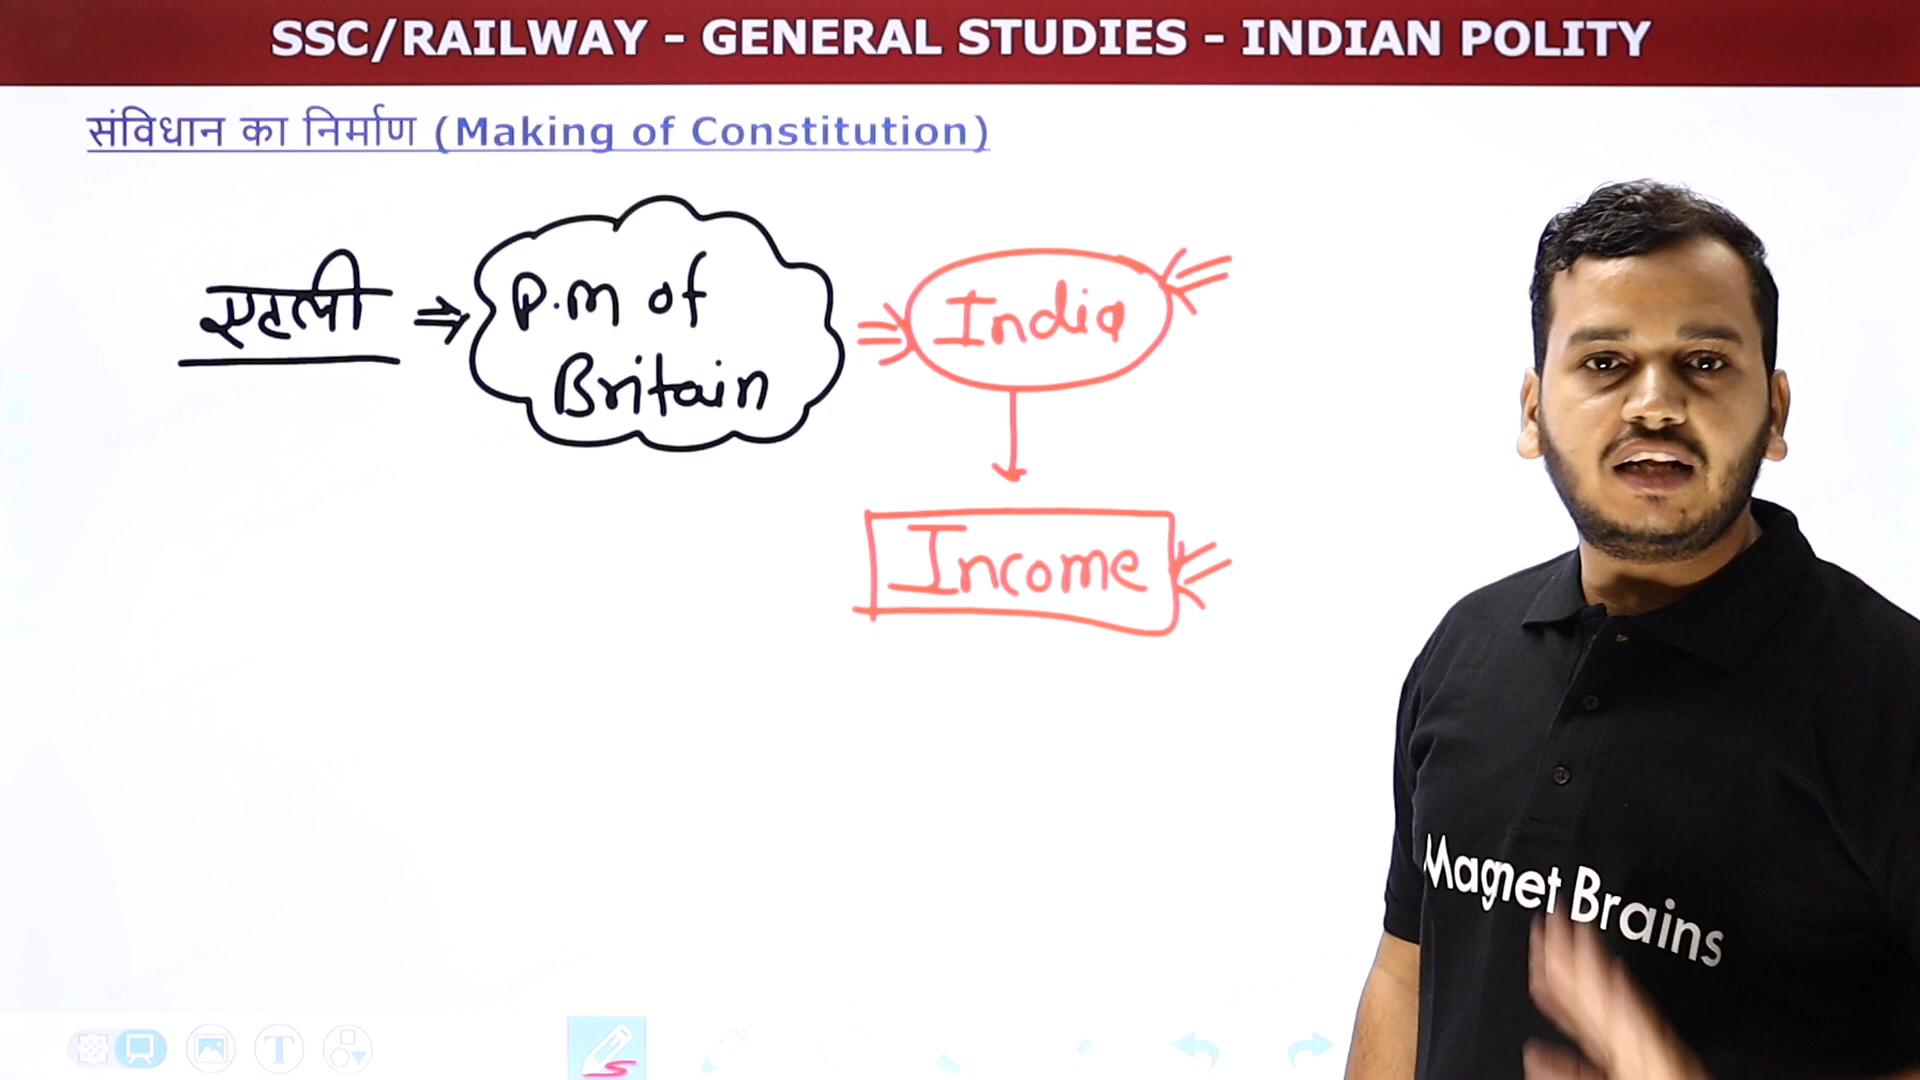 SSC/RAILWAY - GENERAL STUDIES - INDIAN POLITY
संविधान का निर्माण (Making of Constitution)
एटली ⇒ P.m of Britain ⇒ India
Income
Magnet Brains
T